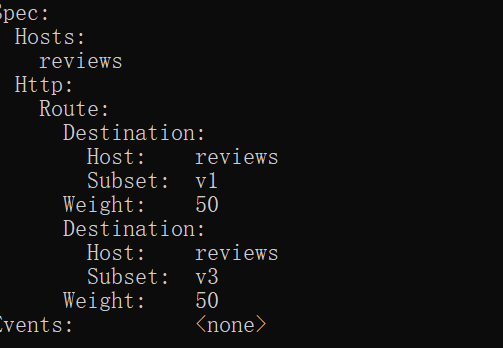 Spec:
  Hosts:
    reviews
  Http:
    Route:
      Destination:
        Host:    reviews
        Subset:  v1
      Weight:    50
      Destination:
        Host:    reviews
        Subset:  v3
      Weight:    50
Events:          <none>